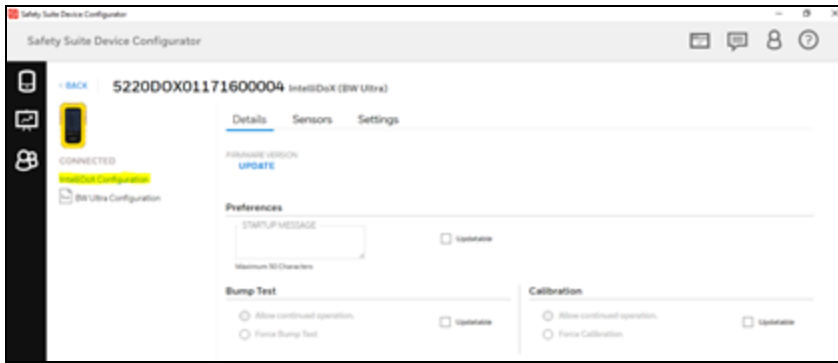 Safety Suite Device Configurator
Safety Suite Device Configurator
< BACK 5220DOX01171600004 IntelliDoX (BW Ultra)
Details Sensors Settings
CONNECTED
IntelliDoX Configuration
BW Ultra Configuration
FIRMWARE VERSION
UPDATE
Preferences
STARTUP MESSAGE
Updatable
Maximum 50 Characters
Bump Test Calibration
Allow continued operation. Updatable Allow continued operation. Updatable
Force Bump Test Force Calibration